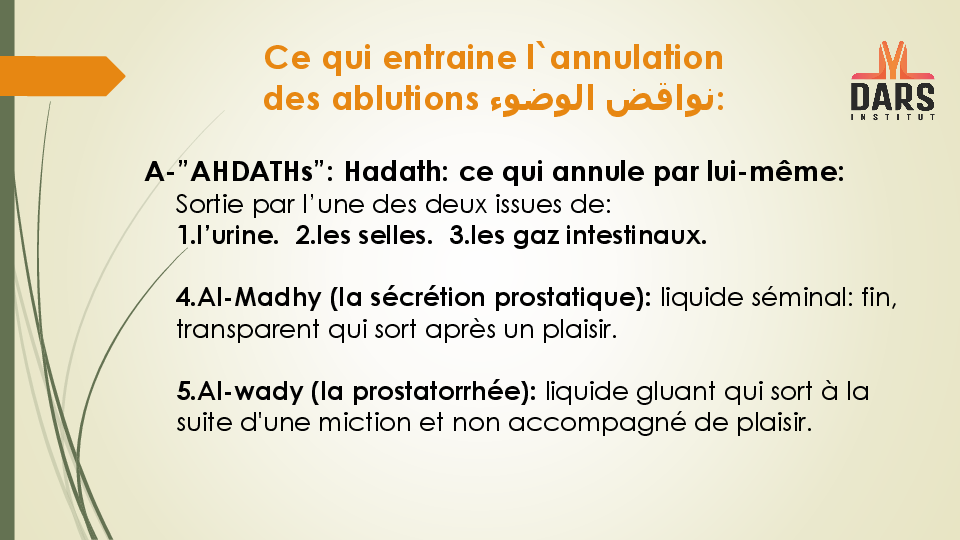 Ce qui entraine l`annulation
des ablutions نواقض الوضوء:
DARS
INSTITUT
A-”AHDATHs”: Hadath: ce qui annule par lui-même:
Sortie par l’une des deux issues de:
1.l’urine. 2.les selles. 3.les gaz intestinaux.
4.Al-Madhy (la sécrétion prostatique): liquide séminal: fin,
transparent qui sort après un plaisir.
5.Al-wady (la prostatorrhée): liquide gluant qui sort à la
suite d'une miction et non accompagné de plaisir.